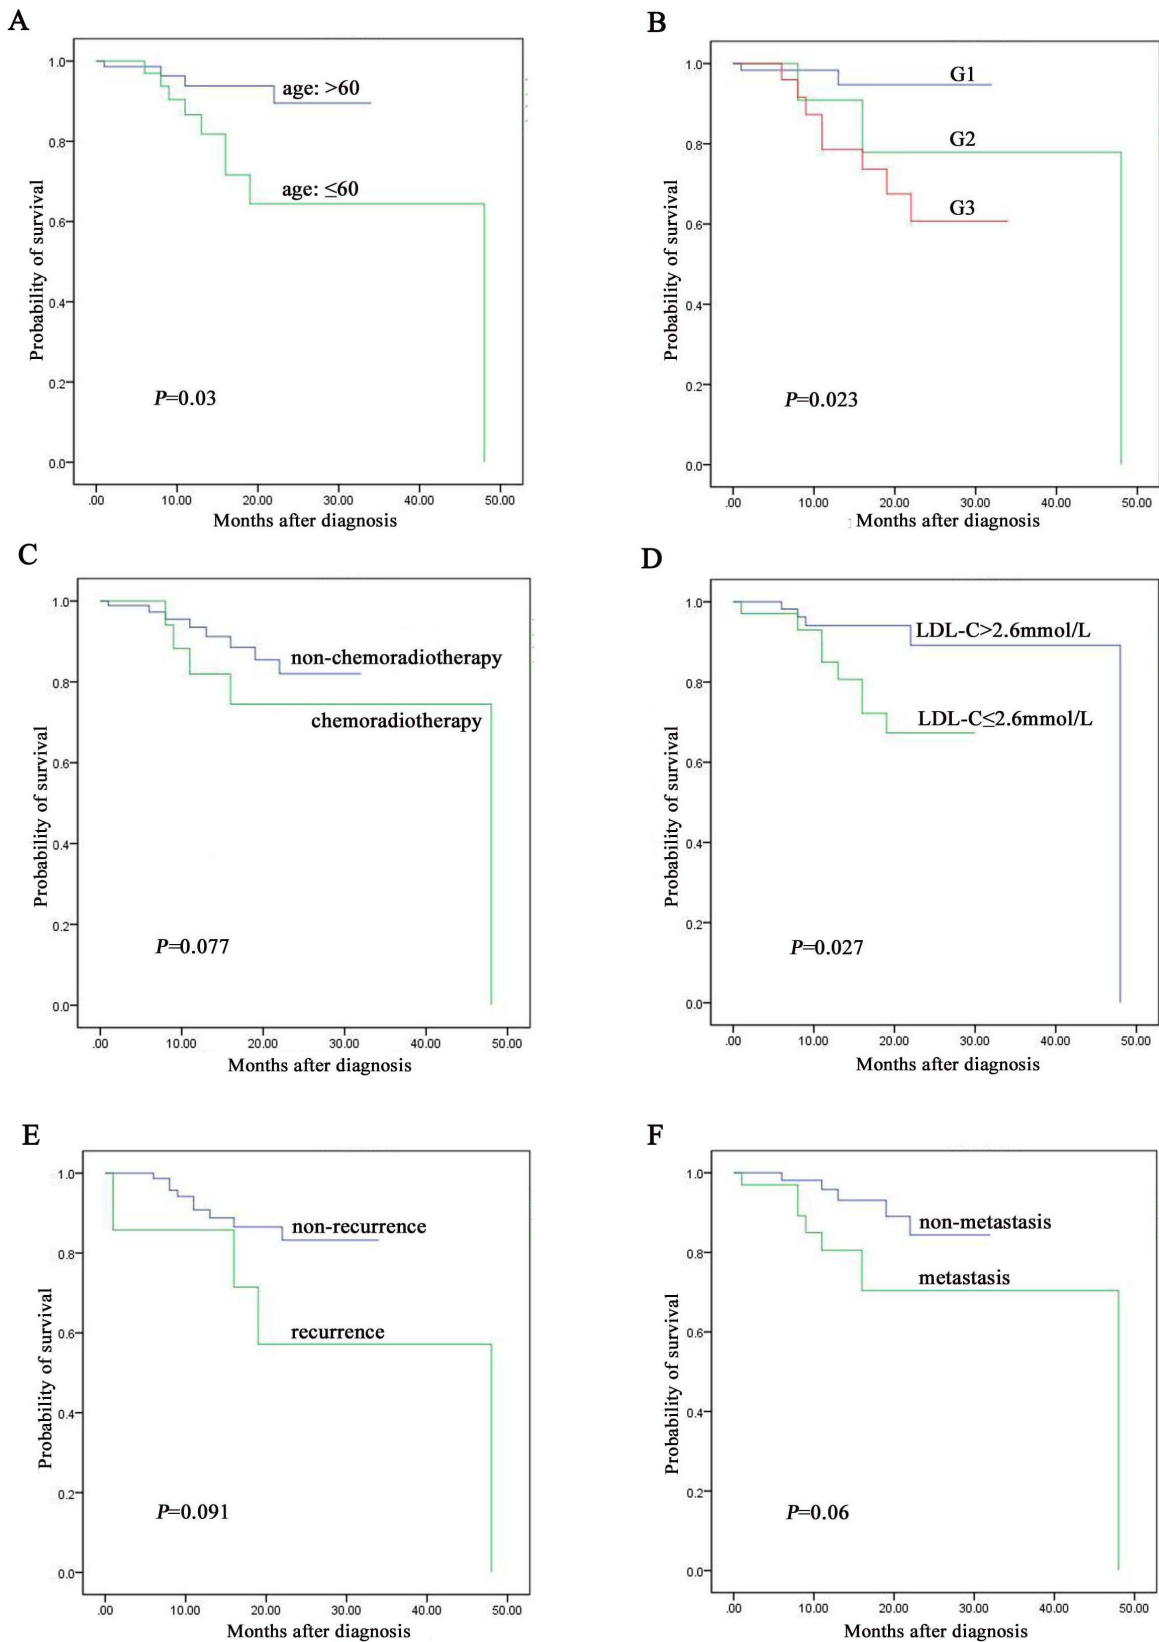 A
Probability of survival
1.0
0.8
0.6
0.4
0.2
0.0
age: >60
age: ≤60
P=0.03
.00 10.00 20.00 30.00 40.00 50.00
Months after diagnosis
B
Probability of survival
1.0
0.8
0.6
0.4
0.2
0.0
G1
G2
G3
P=0.023
.00 10.00 20.00 30.00 40.00 50.00
Months after diagnosis
C
Probability of survival
1.0
0.8
0.6
0.4
0.2
0.0
non-chemoradiotherapy
chemoradiotherapy
P=0.077
.00 10.00 20.00 30.00 40.00 50.00
Months after diagnosis
D
Probability of survival
1.0
0.8
0.6
0.4
0.2
0.0
LDL-C>2.6mmol/L
LDL-C≤2.6mmol/L
P=0.027
.00 10.00 20.00 30.00 40.00 50.00
Months after diagnosis
E
Probability of survival
1.0
0.8
0.6
0.4
0.2
0.0
non-recurrence
recurrence
P=0.091
.00 10.00 20.00 30.00 40.00 50.00
Months after diagnosis
F
Probability of survival
1.0
0.8
0.6
0.4
0.2
0.0
non-metastasis
metastasis
P=0.06
.00 10.00 20.00 30.00 40.00 50.00
Months after diagnosis